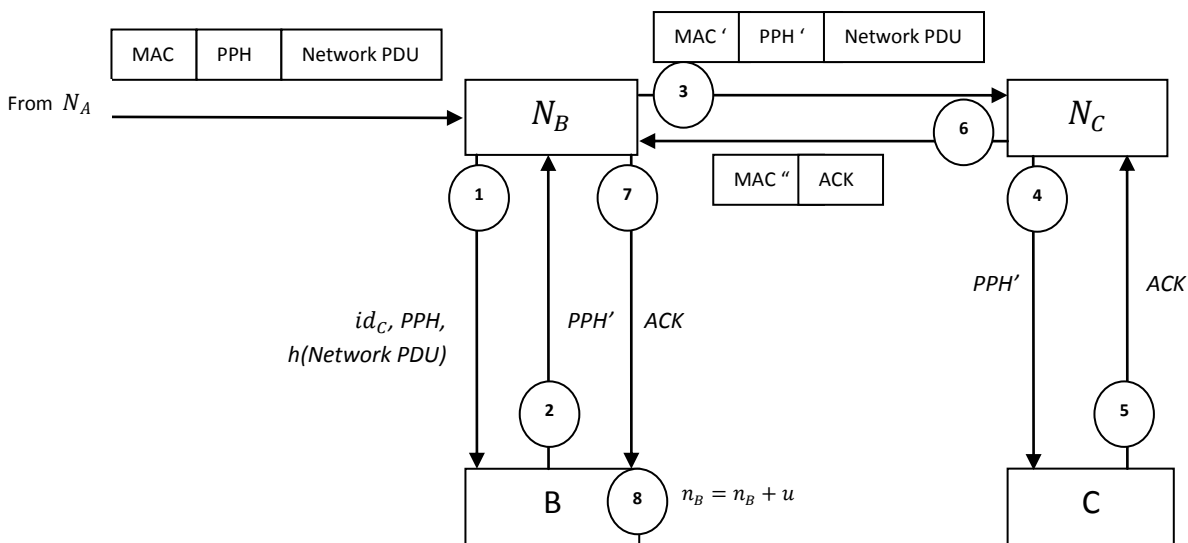 MAC ‘ PPH ‘ Network PDU
MAC PPH Network PDU
3
From N_A
N_B
N_C
6
MAC “ ACK
1
7
4
PPH’
ACK
id_C, PPH,
h(Network PDU)
PPH’
ACK
2
5
B
8
n_B = n_B + u
C